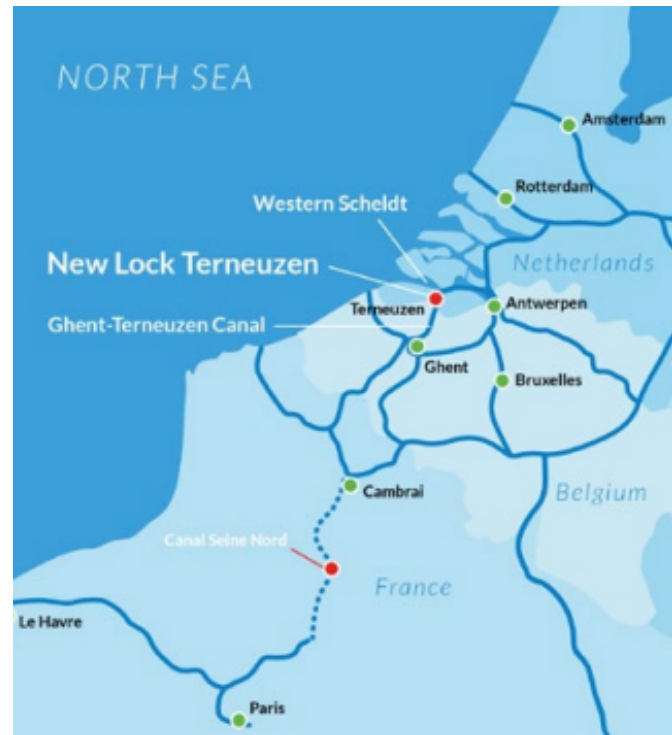 NORTH SEA
Amsterdam
Rotterdam
Western Scheldt
New Lock Terneuzen
Netherlands
Terneuzen
Antwerpen
Ghent-Terneuzen Canal
Ghent
Bruxelles
Cambrai
Belgium
Canal Seine Nord
France
Le Havre
Paris